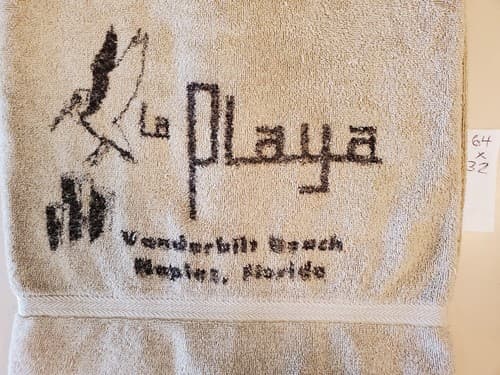 La Playa
Vanderbilt Beach
Naples, Florida
64
x
32